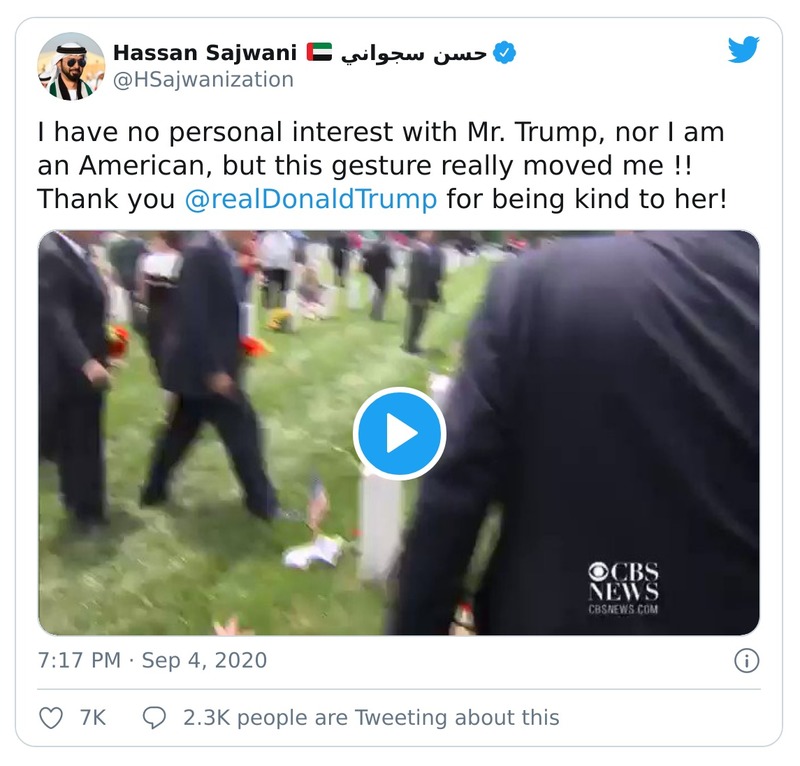 Hassan Sajwani حسن سجواني
@HSajwanization
I have no personal interest with Mr. Trump, nor I am
an American, but this gesture really moved me !!
Thank you @realDonaldTrump for being kind to her!
CBS
NEWS
CBSNEWS.COM
7:17 PM · Sep 4, 2020
7K 2.3K people are Tweeting about this